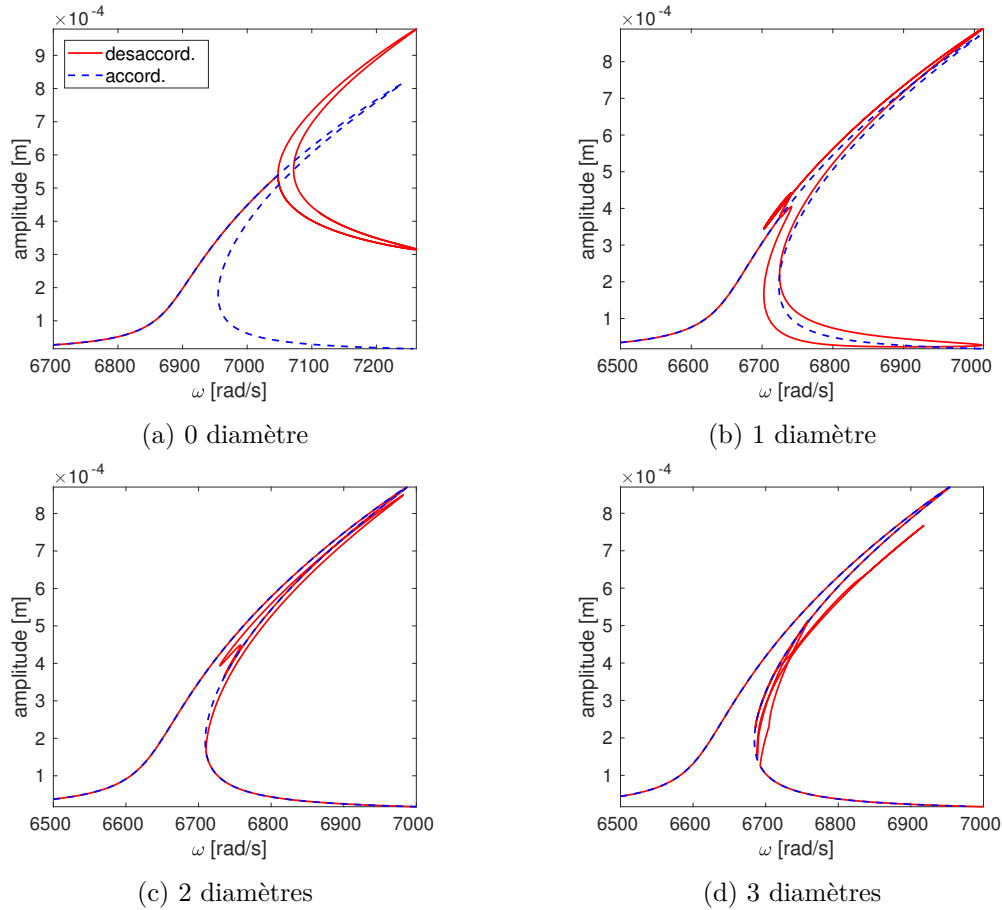 ×10⁻⁴
9
8
7
6
5
4
3
2
1
amplitude [m]
desaccord.
accord.
6700 6800 6900 7000 7100 7200
ω [rad/s]
(a) 0 diamètre
×10⁻⁴
8
7
6
5
4
3
2
1
amplitude [m]
6500 6600 6700 6800 6900 7000
ω [rad/s]
(b) 1 diamètre
×10⁻⁴
8
7
6
5
4
3
2
1
amplitude [m]
6500 6600 6700 6800 6900 7000
ω [rad/s]
(c) 2 diamètres
×10⁻⁴
8
7
6
5
4
3
2
1
amplitude [m]
6500 6600 6700 6800 6900 7000
ω [rad/s]
(d) 3 diamètres